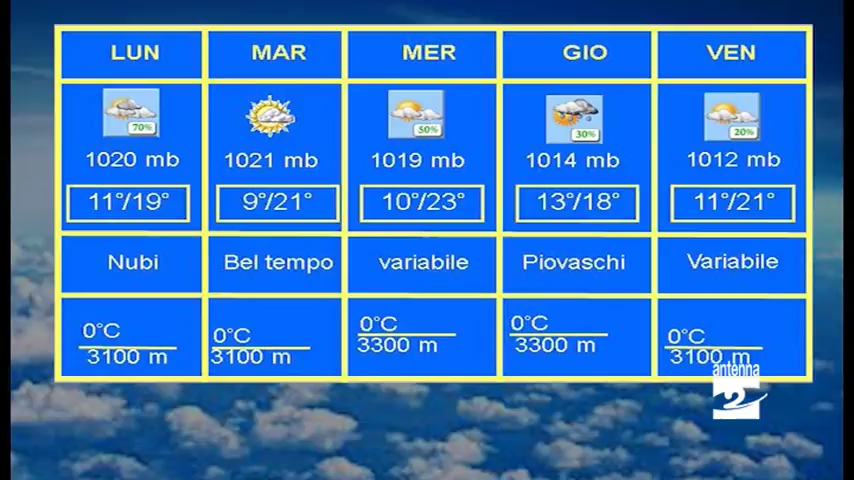 LUN MAR MER GIO VEN
70% 50% 30% 20%
1020 mb 1021 mb 1019 mb 1014 mb 1012 mb
11°/19° 9°/21° 10°/23° 13°/18° 11°/21°
Nubi Bel tempo variabile Piovaschi Variabile
0°C 0°C 0°C 0°C 0°C
3100 m 3100 m 3300 m 3300 m 3100 m
antenna
2